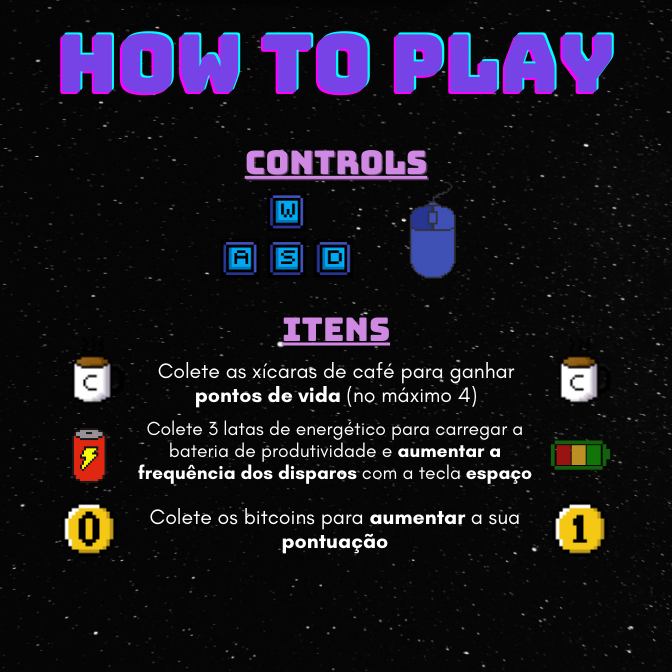 HOW TO PLAY
CONTROLS
W
A S D
ITENS
Colete as xícaras de café para ganhar
pontos de vida (no máximo 4)
C
C
Colete 3 latas de energético para carregar a
bateria de produtividade e aumentar a
frequência dos disparos com a tecla espaço
0
Colete os bitcoins para aumentar a sua
pontuação
1